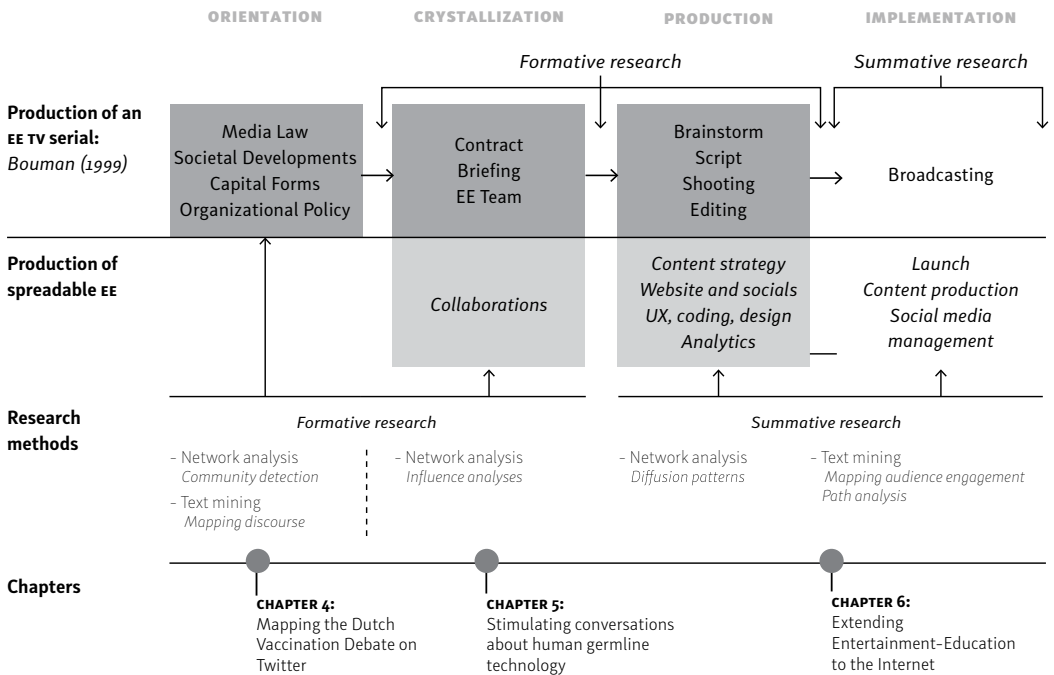 ORIENTATION
CRYSTALLIZATION
PRODUCTION
IMPLEMENTATION
Formative research
Summative research
Production of an
EE TV serial:
Bouman (1999)
Media Law
Societal Developments
Capital Forms
Organizational Policy
Contract
Briefing
EE Team
Brainstorm
Script
Shooting
Editing
Broadcasting
Production of
spreadable EE
Collaborations
Content strategy
Website and socials
UX, coding, design
Analytics
Launch
Content production
Social media
management
Research
methods
Formative research
Summative research
- Network analysis
Community detection
- Text mining
Mapping discourse
- Network analysis
Influence analyses
- Network analysis
Diffusion patterns
- Text mining
Mapping audience engagement
Path analysis
Chapters
CHAPTER 4:
Mapping the Dutch
Vaccination Debate on
Twitter
CHAPTER 5:
Stimulating conversations
about human germline
technology
CHAPTER 6:
Extending
Entertainment-Education
to the Internet